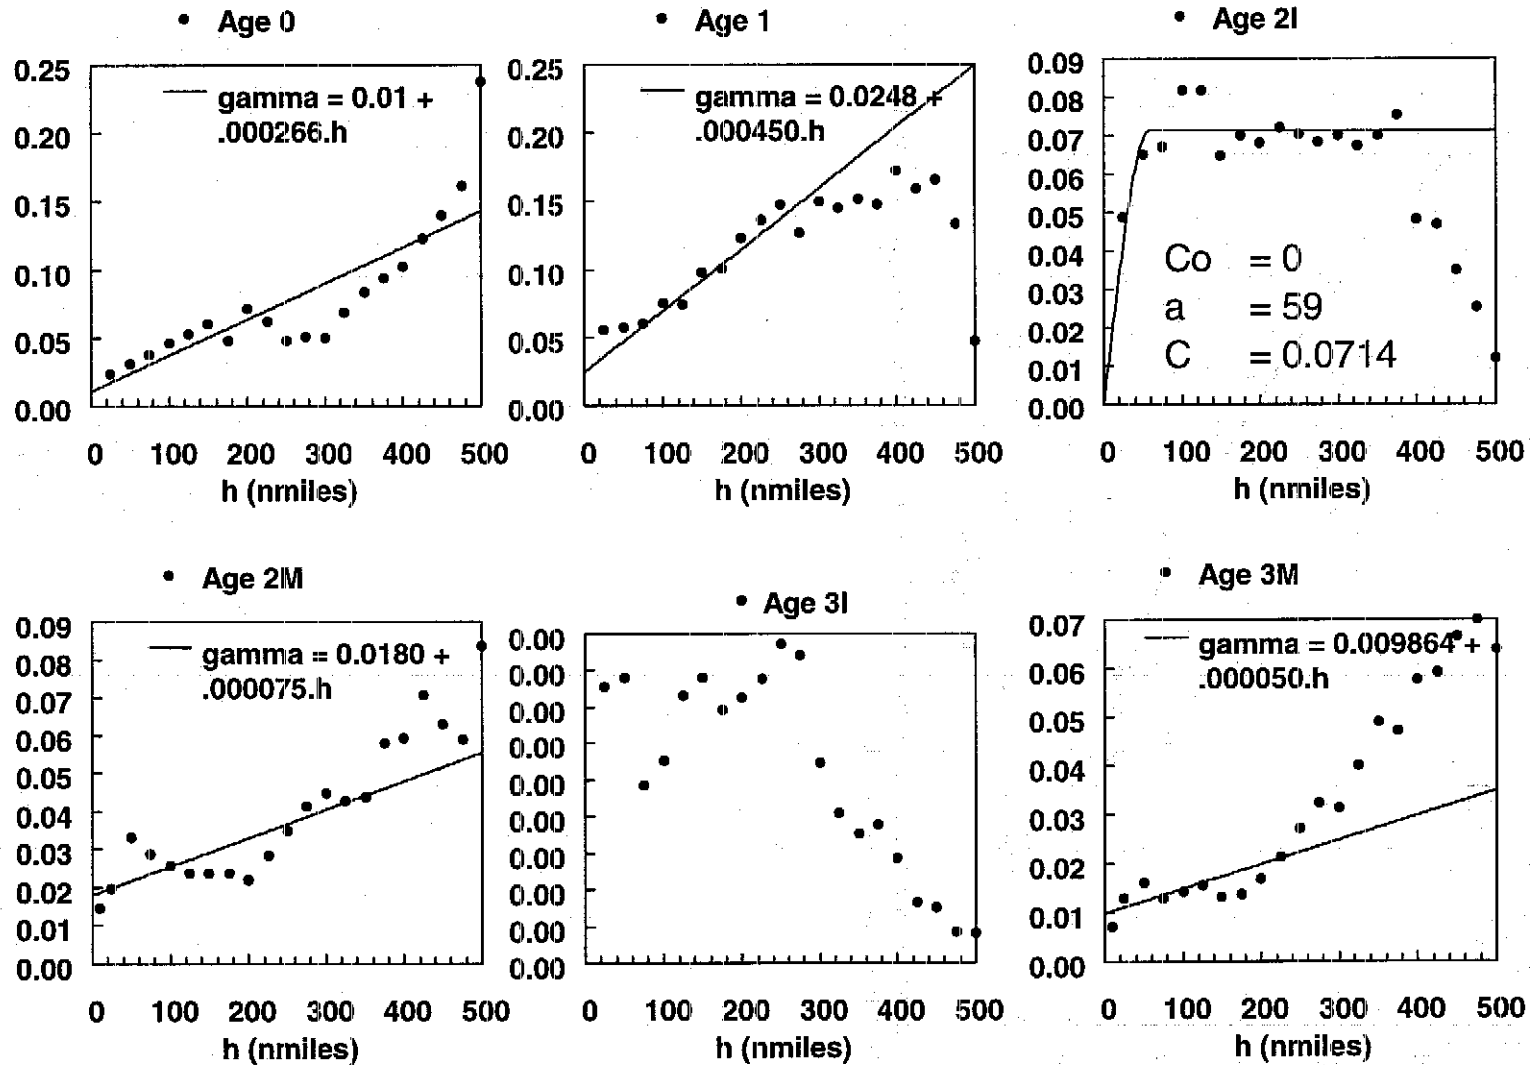 Age 0
0.25
0.20
0.15
0.10
0.05
0.00
gamma = 0.01 +
.000266.h
0 100 200 300 400 500
h (nmiles)
Age 1
0.25
0.20
0.15
0.10
0.05
0.00
gamma = 0.0248 +
.000450.h
0 100 200 300 400 500
h (nmiles)
Age 2I
0.09
0.08
0.07
0.06
0.05
0.04
0.03
0.02
0.01
0.00
Co = 0
a = 59
C = 0.0714
0 100 200 300 400 500
h (nmiles)
Age 2M
0.09
0.08
0.07
0.06
0.05
0.04
0.03
0.02
0.01
0.00
gamma = 0.0180 +
.000075.h
0 100 200 300 400 500
h (nmiles)
Age 3I
0.00
0.00
0.00
0.00
0.00
0.00
0.00
0.00
0.00
0.00
0 100 200 300 400 500
h (nmiles)
Age 3M
0.07
0.06
0.05
0.04
0.03
0.02
0.01
0.00
gamma = 0.009864 +
.000050.h
0 100 200 300 400 500
h (nmiles)